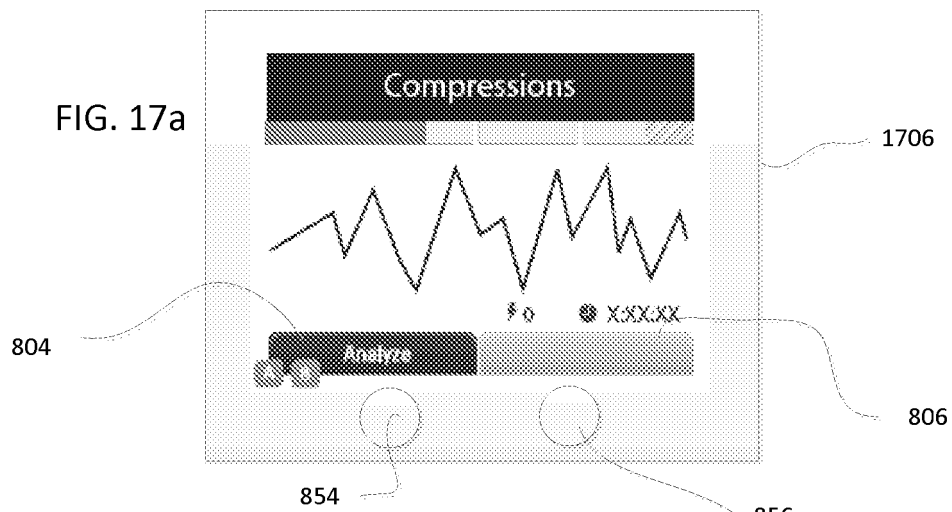 Compressions
FIG. 17a
1706
0 X:XX:XX
804
Analyze
806
854
856